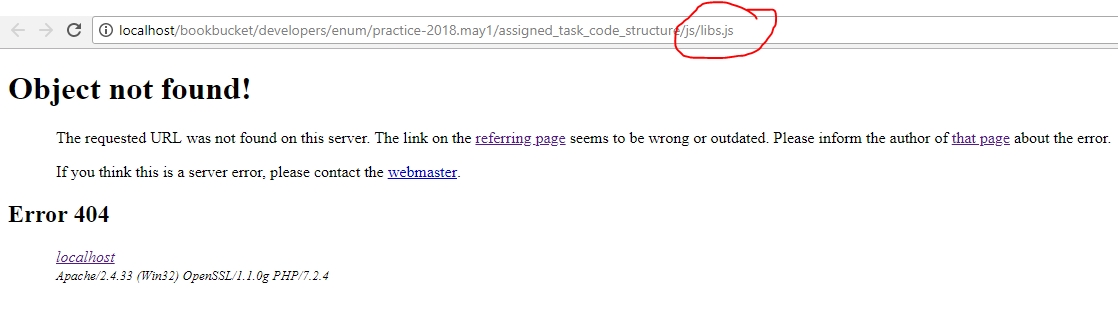 localhost/bookbucket/developers/enum/practice-2018.may1/assigned_task_code_structure/js/libs.js
Object not found!
The requested URL was not found on this server. The link on the referring page seems to be wrong or outdated. Please inform the author of that page about the error.
If you think this is a server error, please contact the webmaster.
Error 404
localhost
Apache/2.4.33 (Win32) OpenSSL/1.1.0g PHP/7.2.4